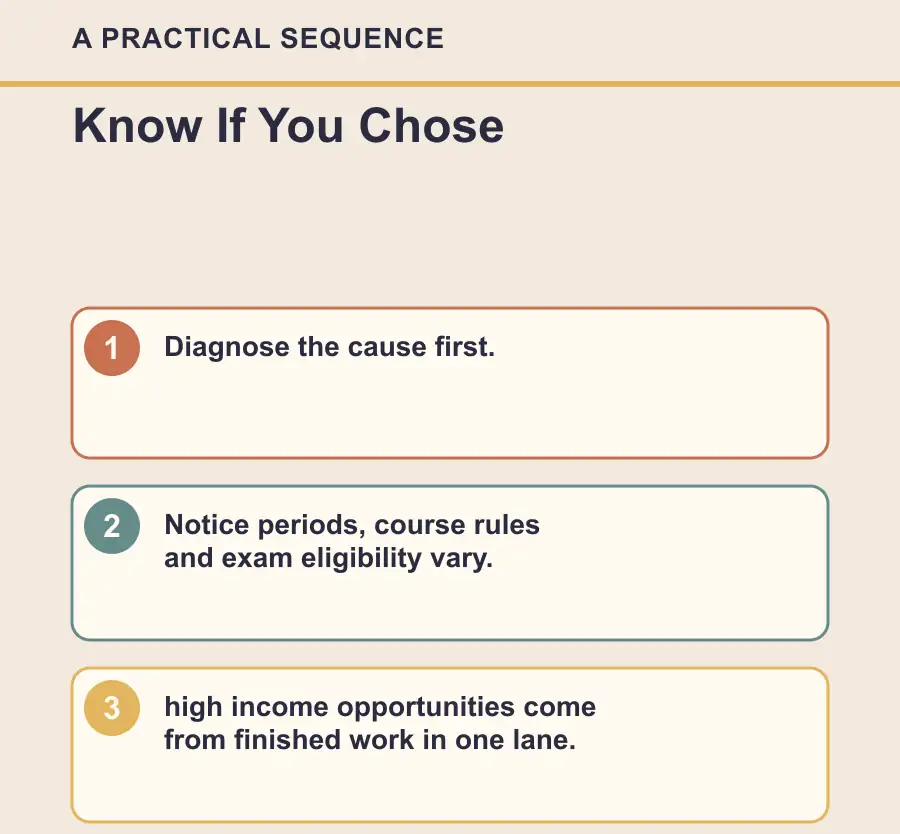 A PRACTICAL SEQUENCE
Know If You Chose
1
Diagnose the cause first.
2
Notice periods, course rules
and exam eligibility vary.
3
high income opportunities come
from finished work in one lane.